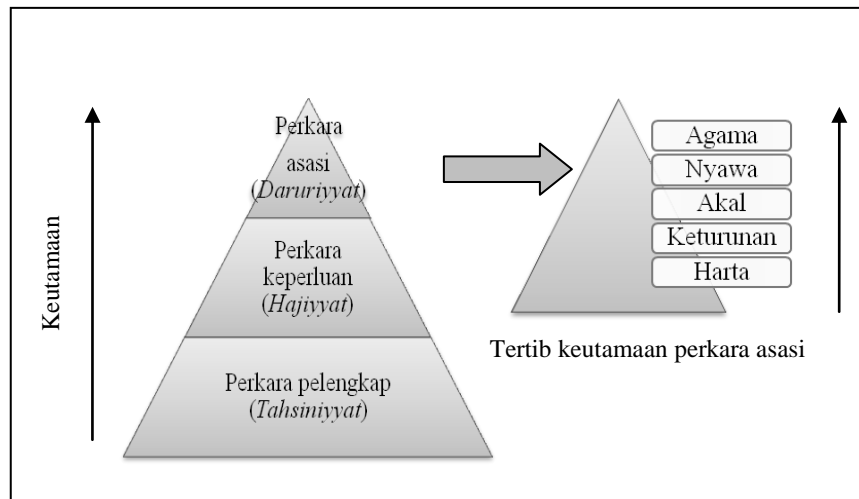 Keutamaan
Perkara
asasi
(Daruriyyat)
Perkara
keperluan
(Hajiyyat)
Perkara pelengkap
(Tahsiniyyat)
Agama
Nyawa
Akal
Keturunan
Harta
Tertib keutamaan perkara asasi